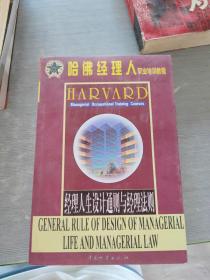 哈佛经理人职业培训教程
HARVARD
Managerial Occupational Training Courses
经理人生设计通则与经理法则
GENERAL RULE OF DESIGN OF MANAGERIAL
LIFE AND MANAGERIAL LAW